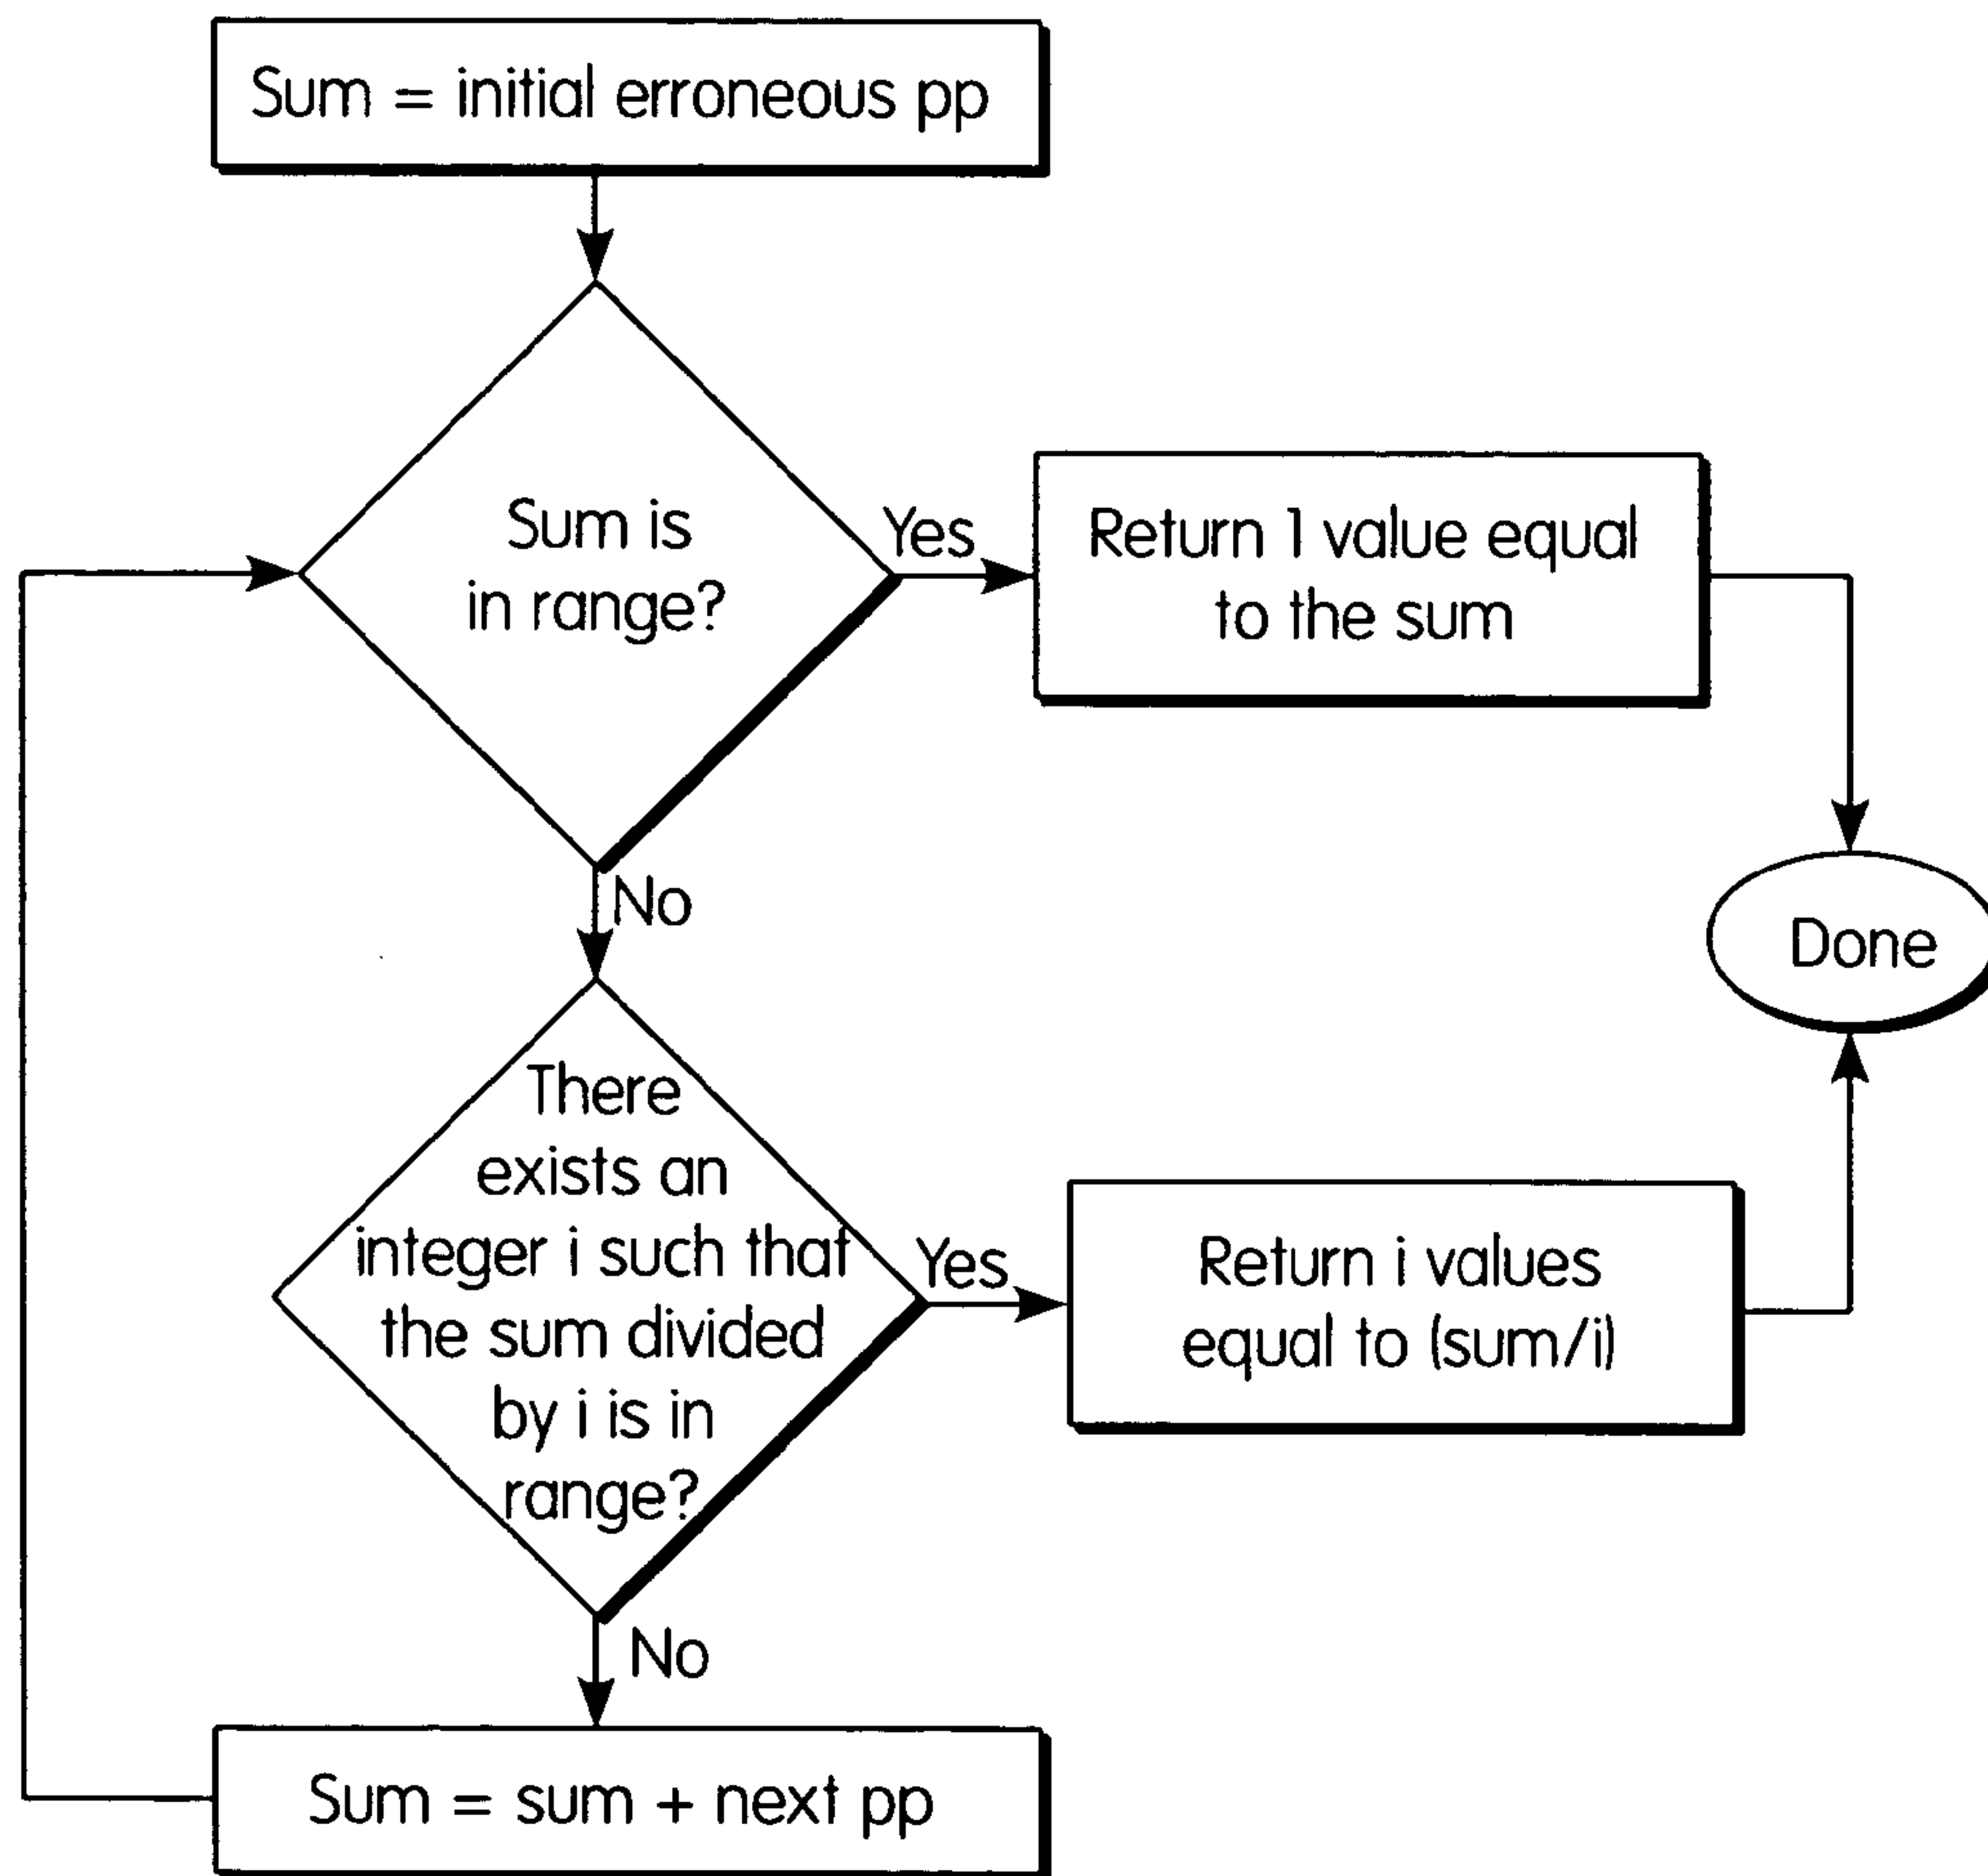 Sum = initial erroneous pp
Sum is
in range?
Yes
Return 1 value equal
to the sum
No
Done
There
exists an
integer i such that
the sum divided
by i is in
range?
Yes
Return i values
equal to (sum/i)
No
Sum = sum + next pp